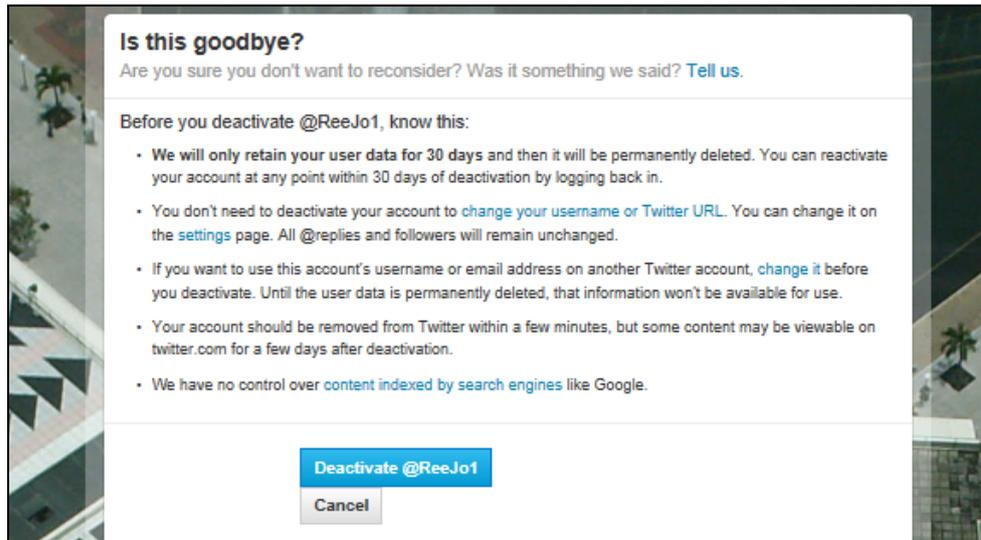 Is this goodbye?
Are you sure you don't want to reconsider? Was it something we said? Tell us.
Before you deactivate @ReeJo1, know this:
• We will only retain your user data for 30 days and then it will be permanently deleted. You can reactivate
your account at any point within 30 days of deactivation by logging back in.
• You don't need to deactivate your account to change your username or Twitter URL. You can change it on
the settings page. All @replies and followers will remain unchanged.
• If you want to use this account's username or email address on another Twitter account, change it before
you deactivate. Until the user data is permanently deleted, that information won't be available for use.
• Your account should be removed from Twitter within a few minutes, but some content may be viewable on
twitter.com for a few days after deactivation.
• We have no control over content indexed by search engines like Google.
Deactivate @ReeJo1
Cancel